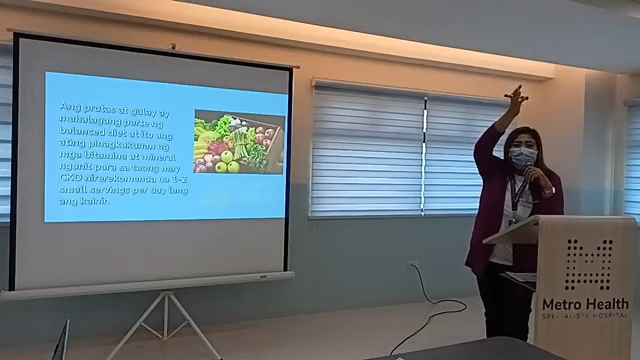 Ang prutas at gulay ay
mahalagang parte ng
balanced diet at ito ang
ating pinagkukunan ng
mga bitamina at mineral
ngunit para sa taong may
CKD nirerekomenda na 1-2
small servings per day lang
ang kainin.
Metro Health
SPECIALISTS HOSPITAL